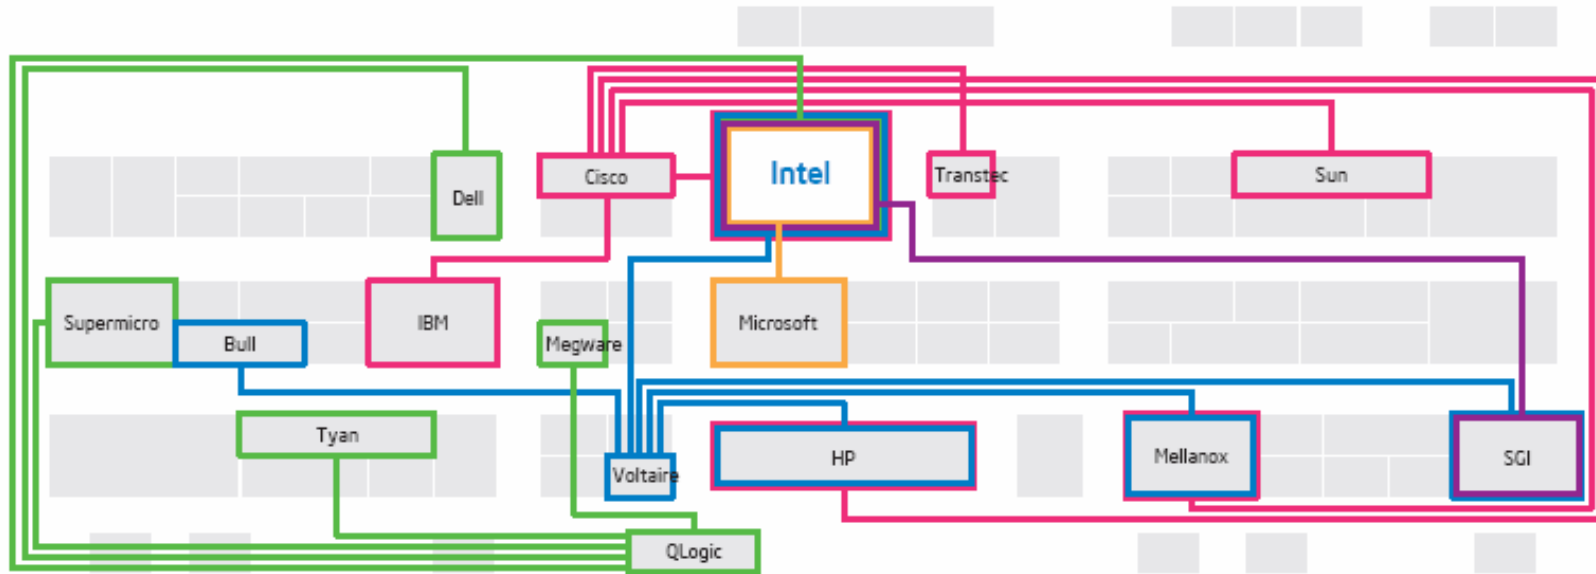 Intel
Cisco
Transtec
Sun
Dell
Supermicro
Bull
IBM
Megware
Microsoft
Tyan
Voltaire
HP
Mellanox
SGI
QLogic